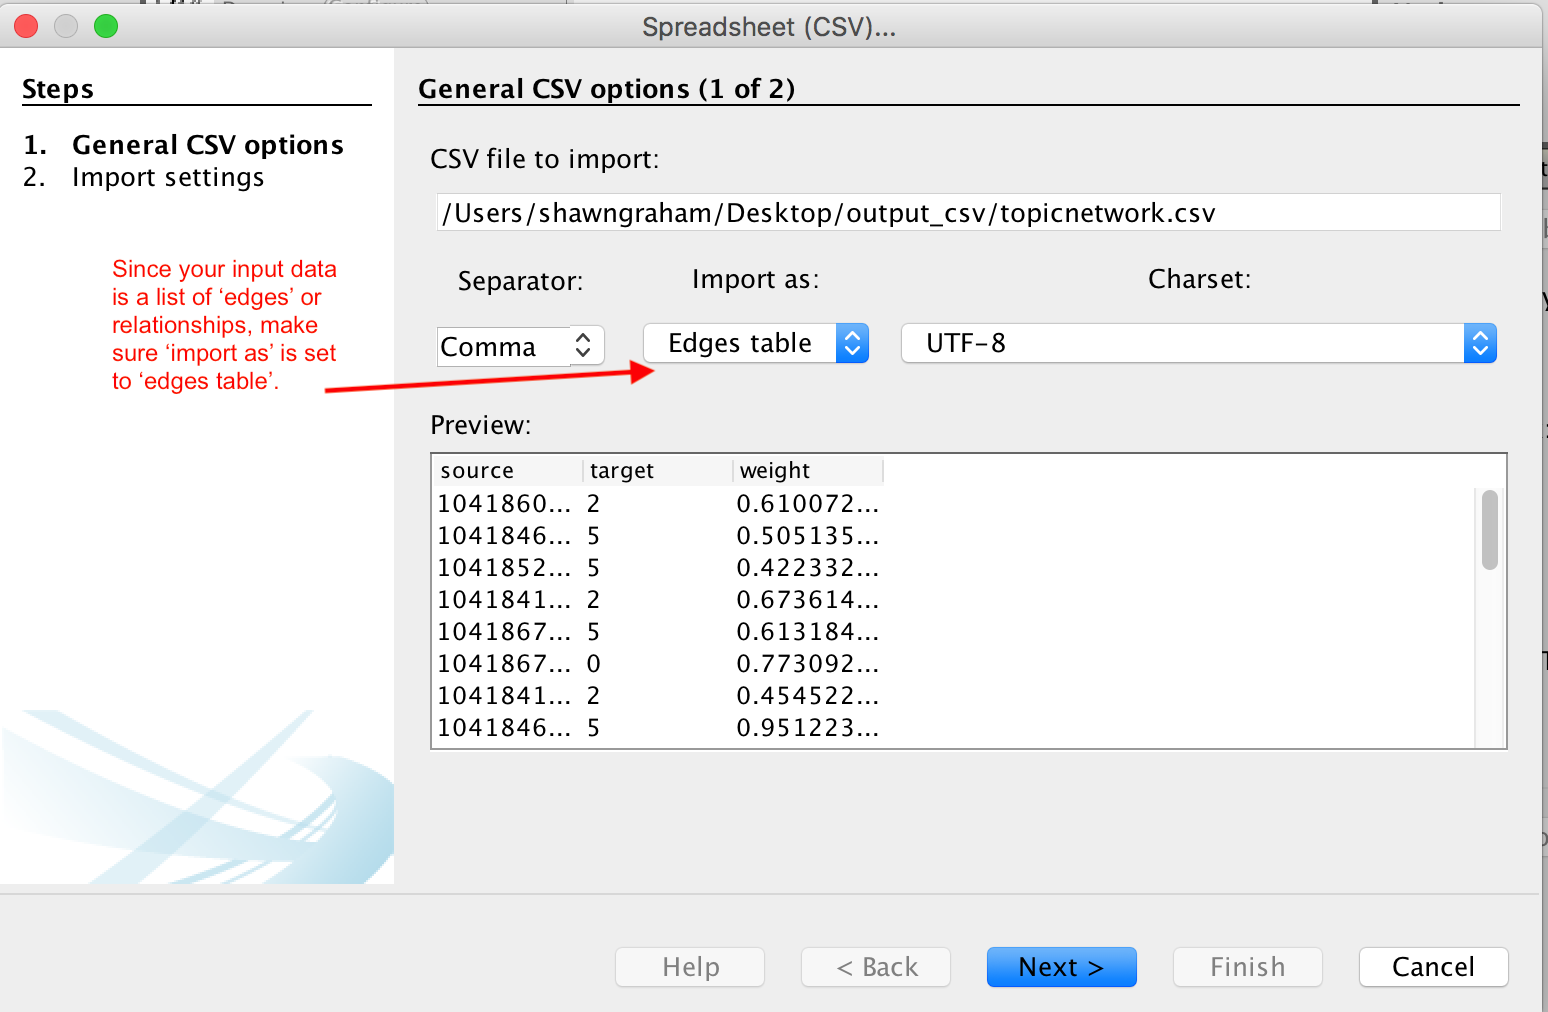 Spreadsheet (CSV)...
Steps
1. General CSV options
2. Import settings
Since your input data
is a list of ‘edges’ or
relationships, make
sure ‘import as’ is set
to ‘edges table’.
General CSV options (1 of 2)
CSV file to import:
/Users/shawngraham/Desktop/output_csv/topicnetwork.csv
Separator: Import as: Charset:
Comma Edges table UTF-8
Preview:
source target weight
1041860... 2 0.610072...
1041846... 5 0.505135...
1041852... 5 0.422332...
1041841... 2 0.673614...
1041867... 5 0.613184...
1041867... 0 0.773092...
1041841... 2 0.454522...
1041846... 5 0.951223...
Help < Back Next > Finish Cancel